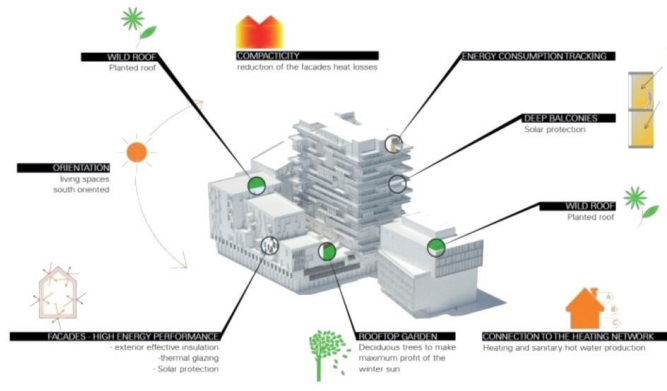 WILD ROOF
Planted roof
COMPACTICITY
reduction of the facades heat losses
ENERGY CONSUMPTION TRACKING
DEEP BALCONIES
Solar protection
ORIENTATION
living spaces
south oriented
WILD ROOF
Planted roof
FACADES - HIGH ENERGY PERFORMANCE
- exterior effective insulation
-thermal glazing
- Solar protection
ROOFTOP GARDEN
Deciduous trees to make
maximum profit of the
winter sun
A
B
C
CONNECTION TO THE HEATING NETWORK
Heating and sanitary hot water production